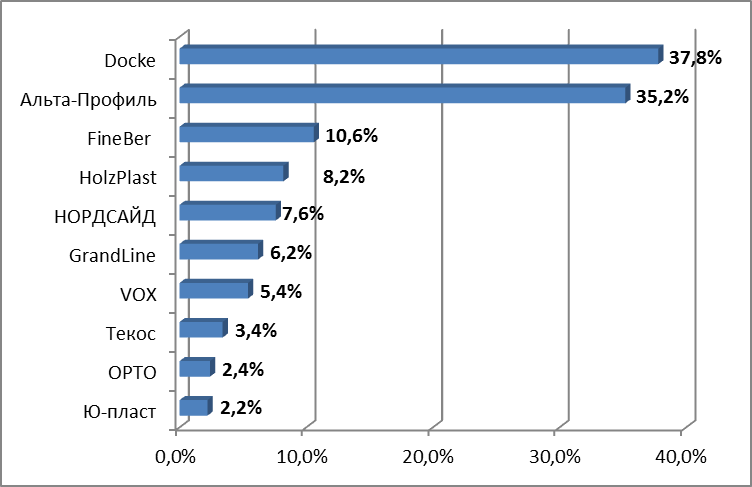 Docke 37,8%
Альта-Профиль 35,2%
FineBer 10,6%
HolzPlast 8,2%
НОРДСАЙД 7,6%
GrandLine 6,2%
VOX 5,4%
Текос 3,4%
ОРТО 2,4%
Ю-пласт 2,2%
0,0% 10,0% 20,0% 30,0% 40,0%